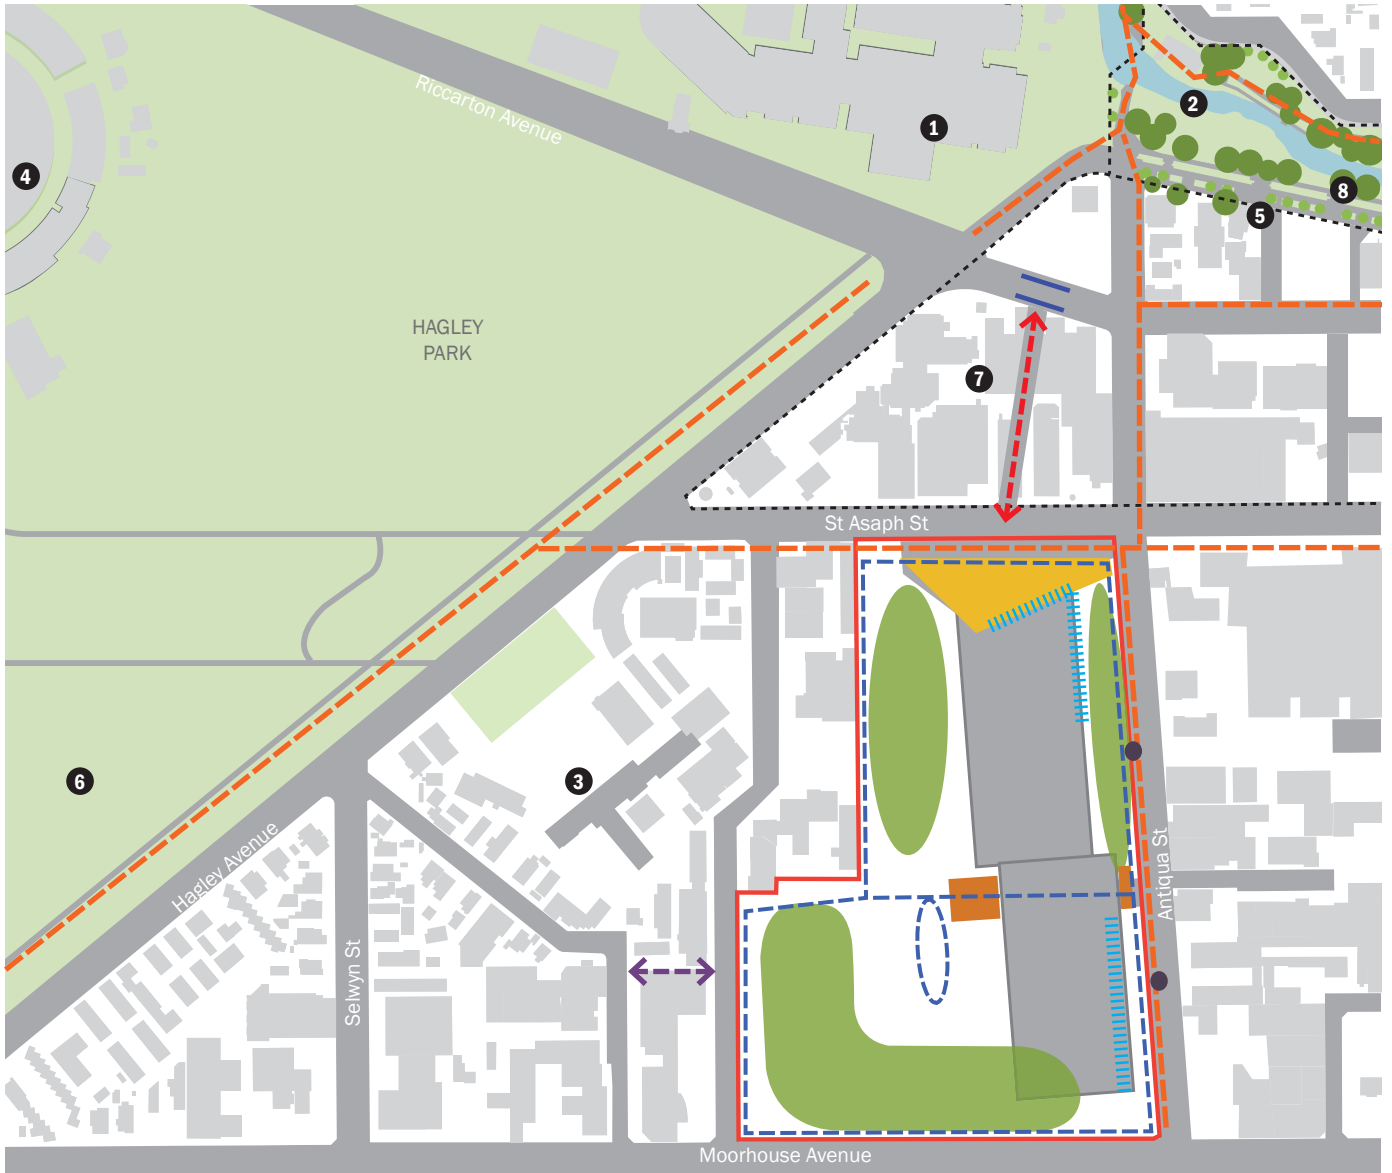 Riccarton Avenue
1
2
4
8
5
HAGLEY
PARK
7
St Asaph St
6
3
Hagley Avenue
Antiqua St
Selwyn St
Moorhouse Avenue